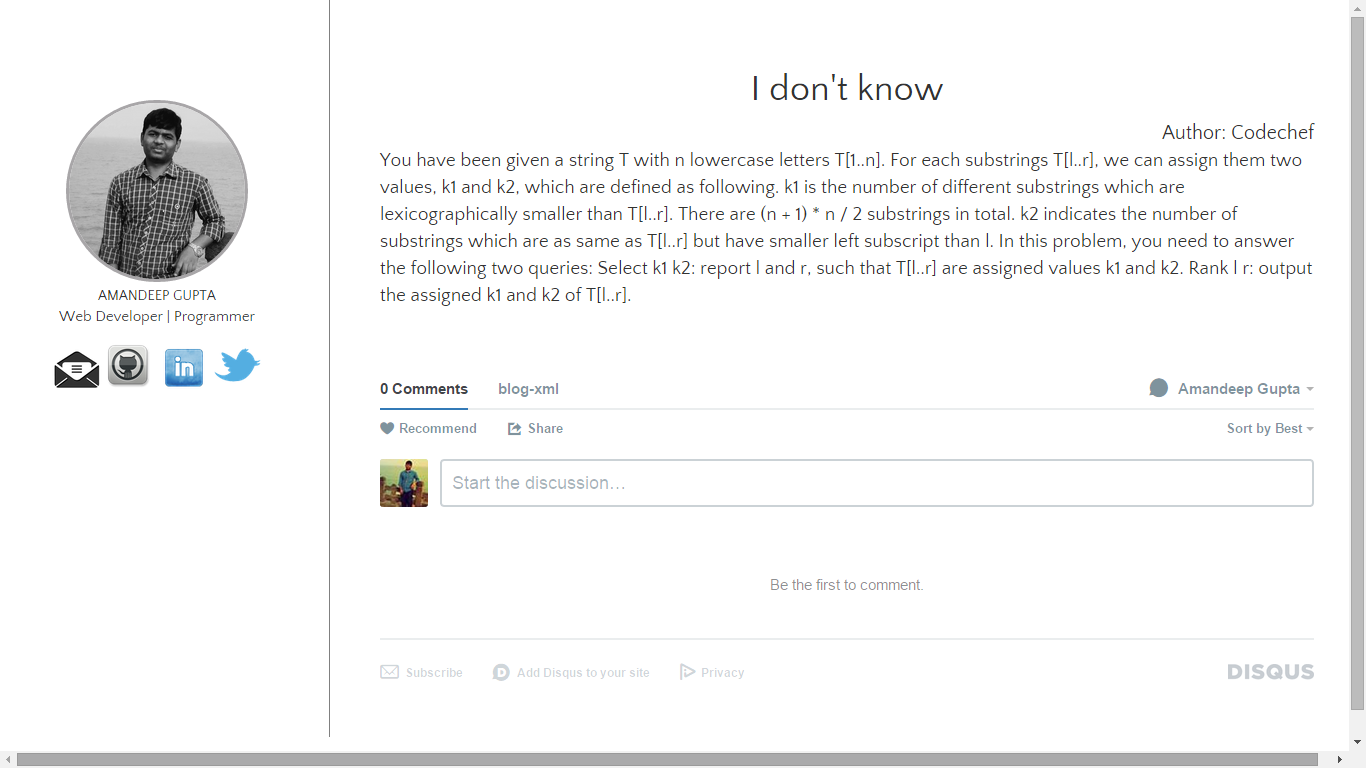 AMANDEEP GUPTA
Web Developer | Programmer
in
I don't know
Author: Codechef
You have been given a string T with n lowercase letters T[1..n]. For each substrings T[l..r], we can assign them two
values, k1 and k2, which are defined as following. k1 is the number of different substrings which are
lexicographically smaller than T[l..r]. There are (n + 1) * n / 2 substrings in total. k2 indicates the number of
substrings which are as same as T[l..r] but have smaller left subscript than l. In this problem, you need to answer
the following two queries: Select k1 k2: report l and r, such that T[l..r] are assigned values k1 and k2. Rank l r: output
the assigned k1 and k2 of T[l..r].
0 Comments blog-xml Amandeep Gupta
Recommend Share Sort by Best
Start the discussion…
Be the first to comment.
Subscribe D Add Disqus to your site Privacy DISQUS